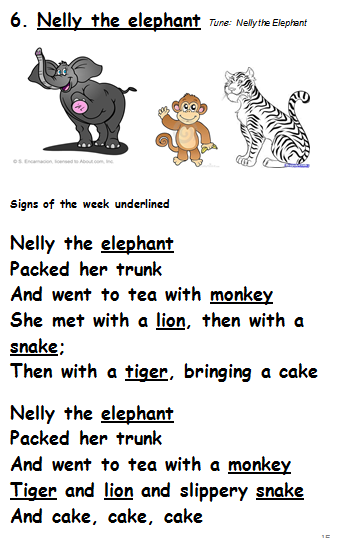 6. Nelly the elephant Tune: Nelly the Elephant
© S. Encarnacion, licensed to About.com, Inc
Signs of the week underlined
Nelly the elephant
Packed her trunk
And went to tea with monkey
She met with a lion, then with a
snake;
Then with a tiger, bringing a cake
Nelly the elephant
Packed her trunk
And went to tea with a monkey
Tiger and lion and slippery snake
And cake, cake, cake